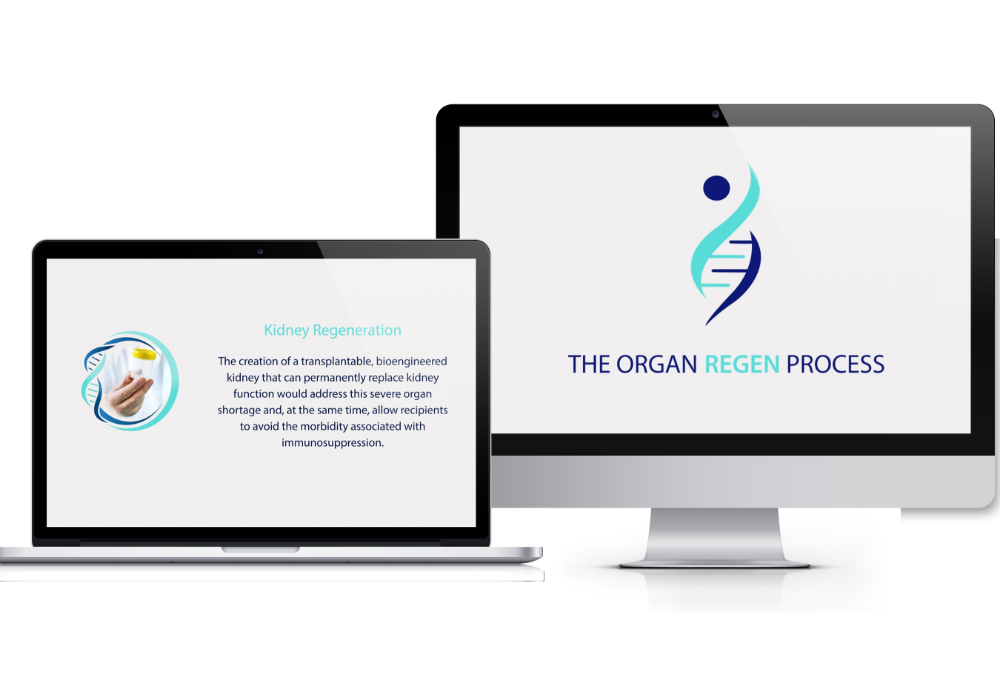 Kidney Regeneration
The creation of a transplantable, bioengineered
kidney that can permanently replace kidney
function would address this severe organ
shortage and, at the same time, allow recipients
to avoid the morbidity associated with
immunosuppression.
THE ORGAN REGEN PROCESS